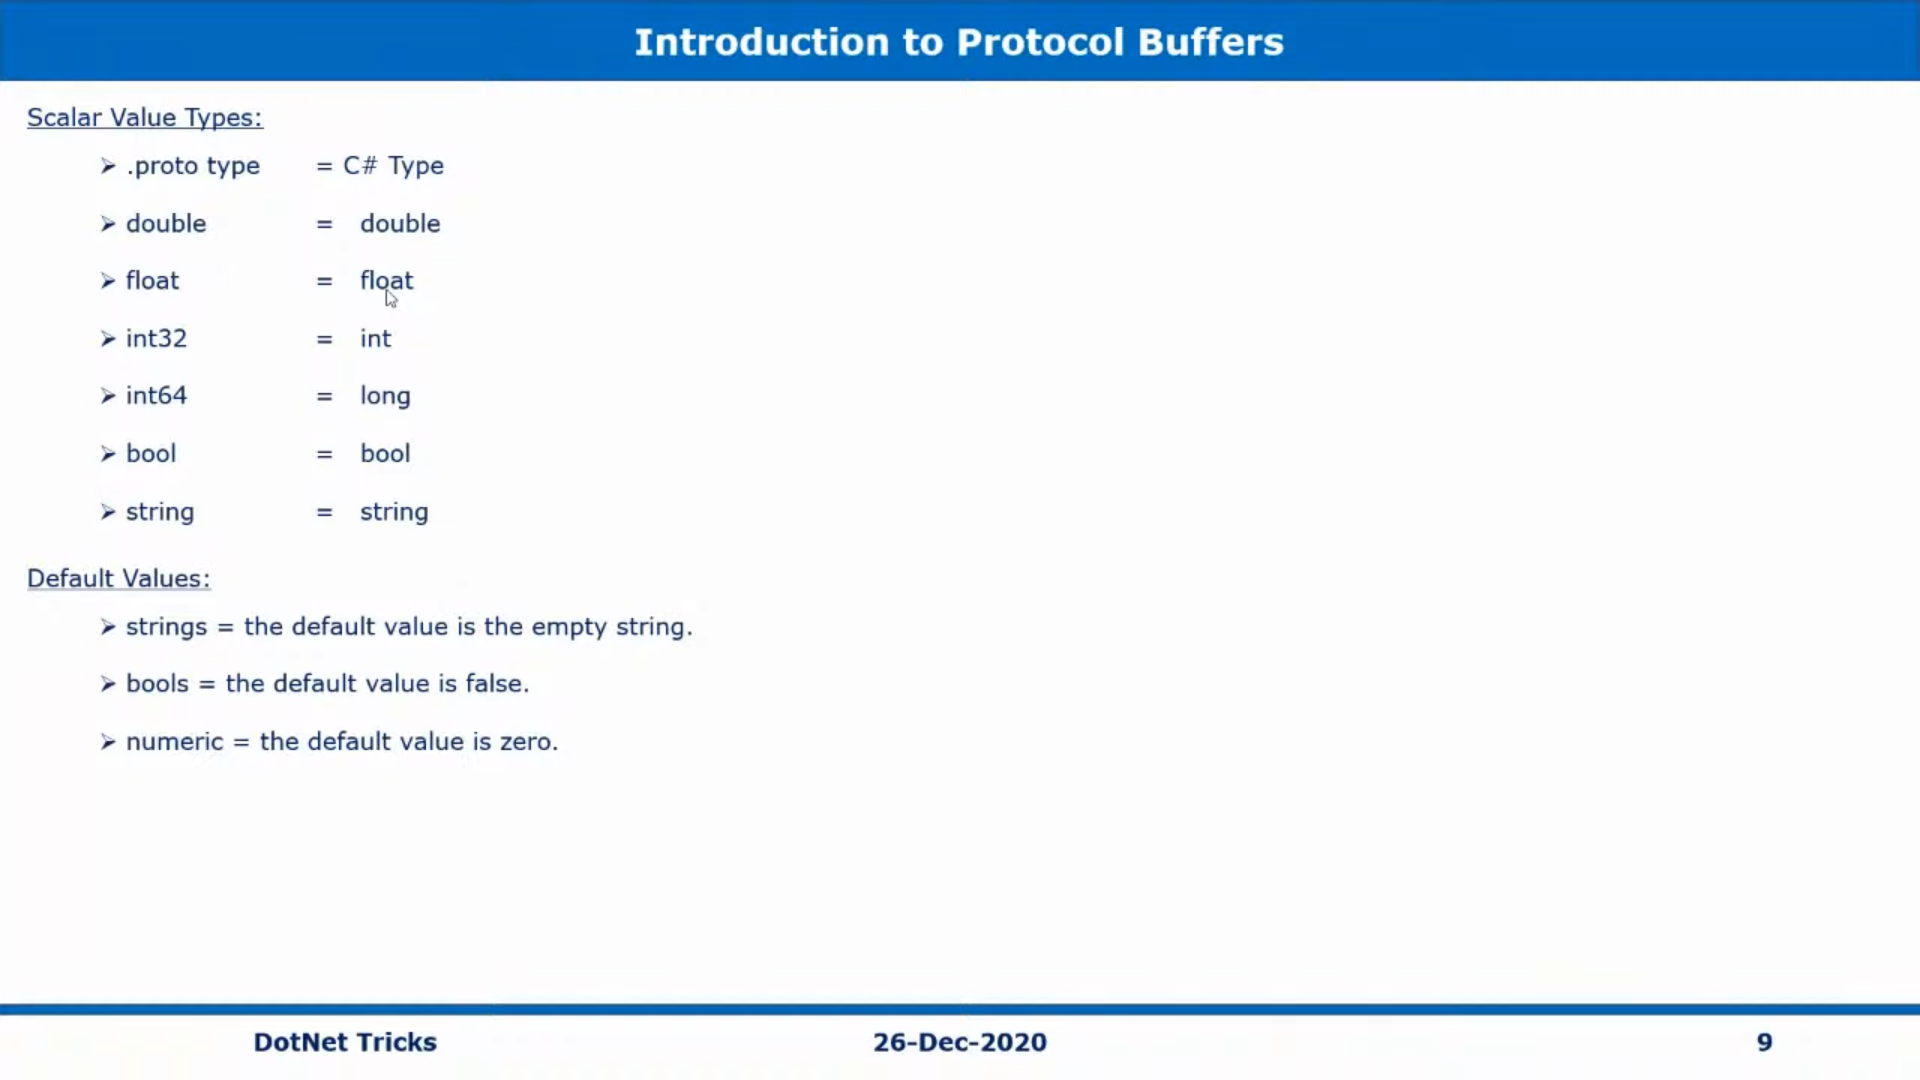 Introduction to Protocol Buffers
Scalar Value Types:
➢ .proto type = C# Type
➢ double = double
➢ float = float
➢ int32 = int
➢ int64 = long
➢ bool = bool
➢ string = string
Default Values:
➢ strings = the default value is the empty string.
➢ bools = the default value is false.
➢ numeric = the default value is zero.
DotNet Tricks 26-Dec-2020 9